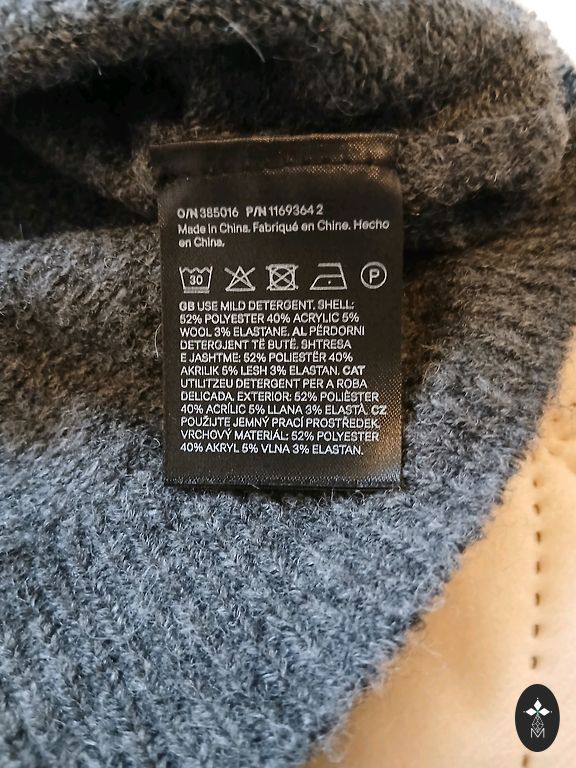 O/N 385016 P/N 1169364 2
Made in China. Fabriqué en Chine. Hecho
en China.
30
P
GB USE MILD DETERGENT. SHELL:
52% POLYESTER 40% ACRYLIC 5%
WOOL 3% ELASTANE. AL PËRDORNI
DETERGJENT TË BUTË. SHTRESA
E JASHTME: 52% POLIESTËR 40%
AKRILIK 5% LESH 3% ELASTAN. CAT
UTILITZEU DETERGENT PER A ROBA
DELICADA. EXTERIOR: 52% POLIÈSTER
40% ACRÍLIC 5% LLANA 3% ELASTÀ. CZ
POUŽIJTE JEMNÝ PRACÍ PROSTŘEDEK.
VRCHOVÝ MATERIÁL: 52% POLYESTER
40% AKRYL 5% VLNA 3% ELASTAN.
M